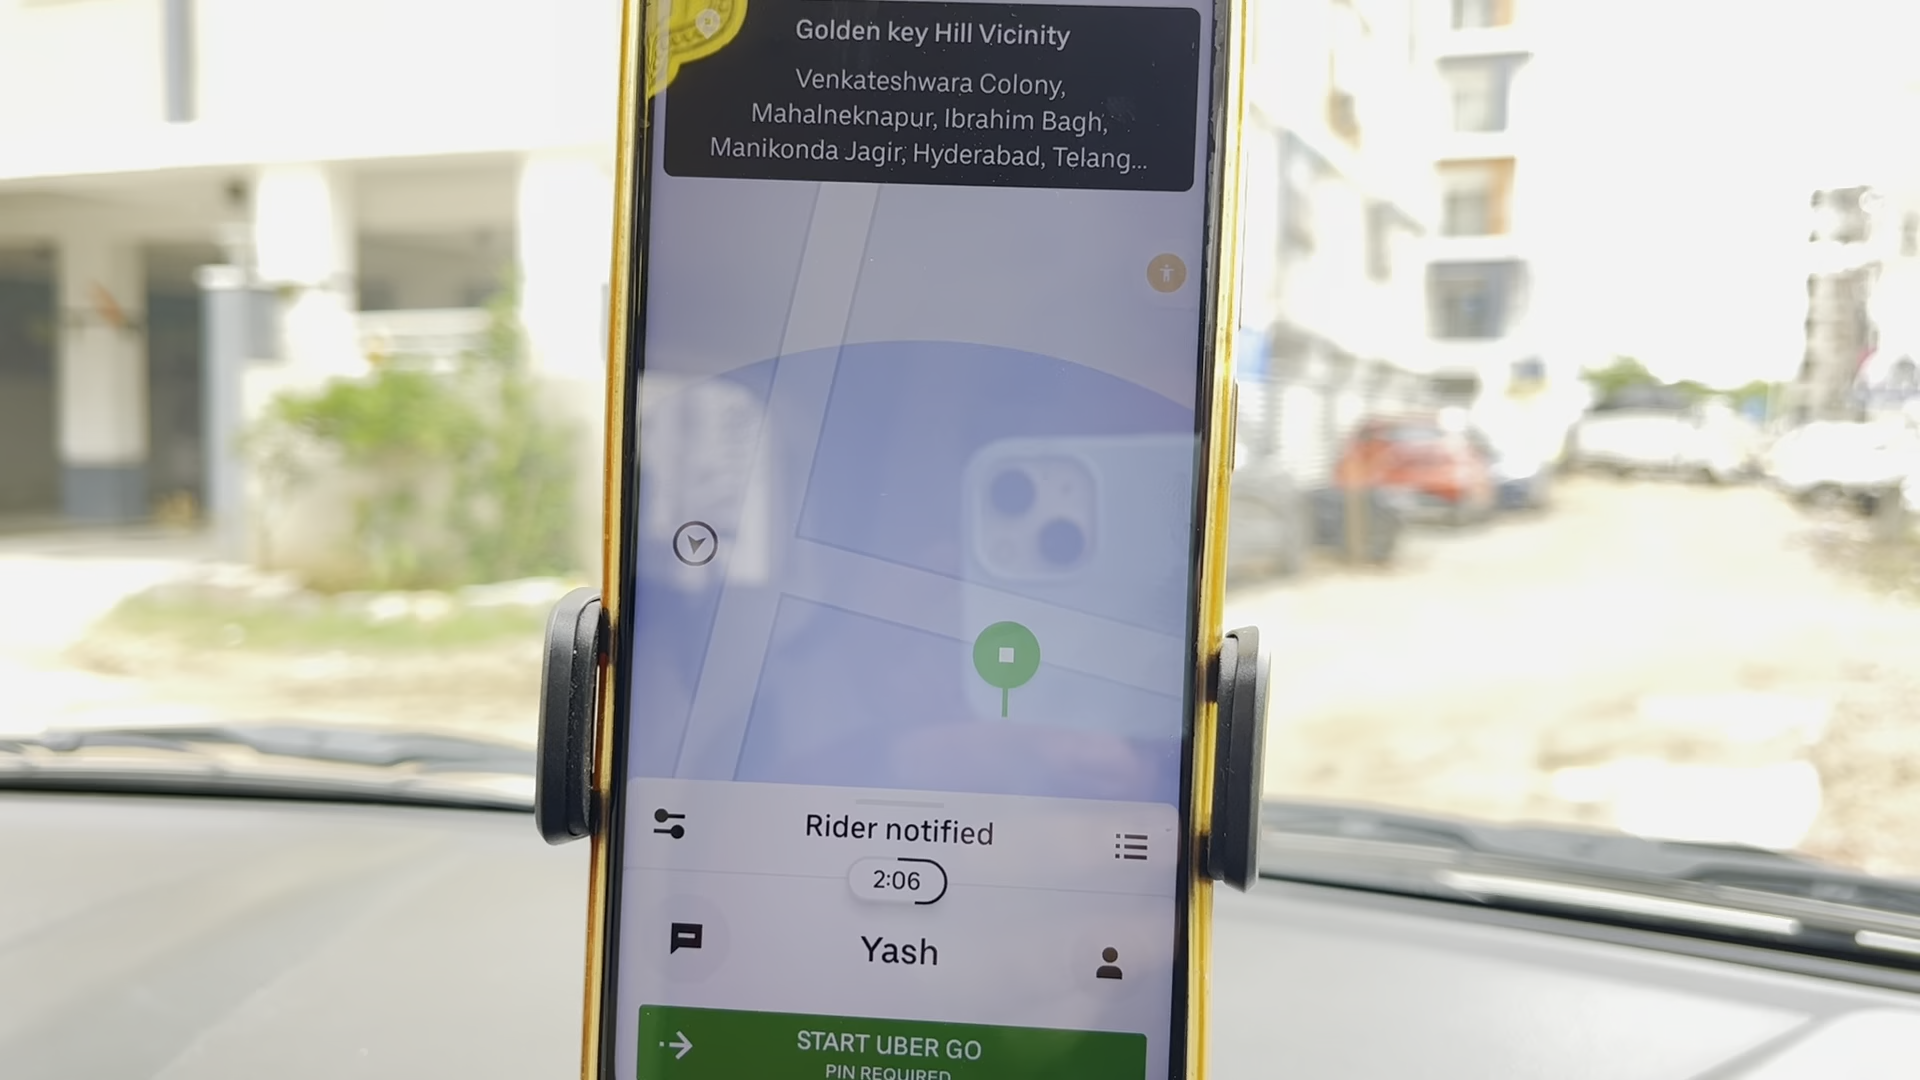 Golden key Hill Vicinity
Venkateshwara Colony,
Mahalneknapur, Ibrahim Bagh,
Manikonda Jagir, Hyderabad, Telang...
Rider notified
2:06
Yash
START UBER GO
PIN REQUIRED